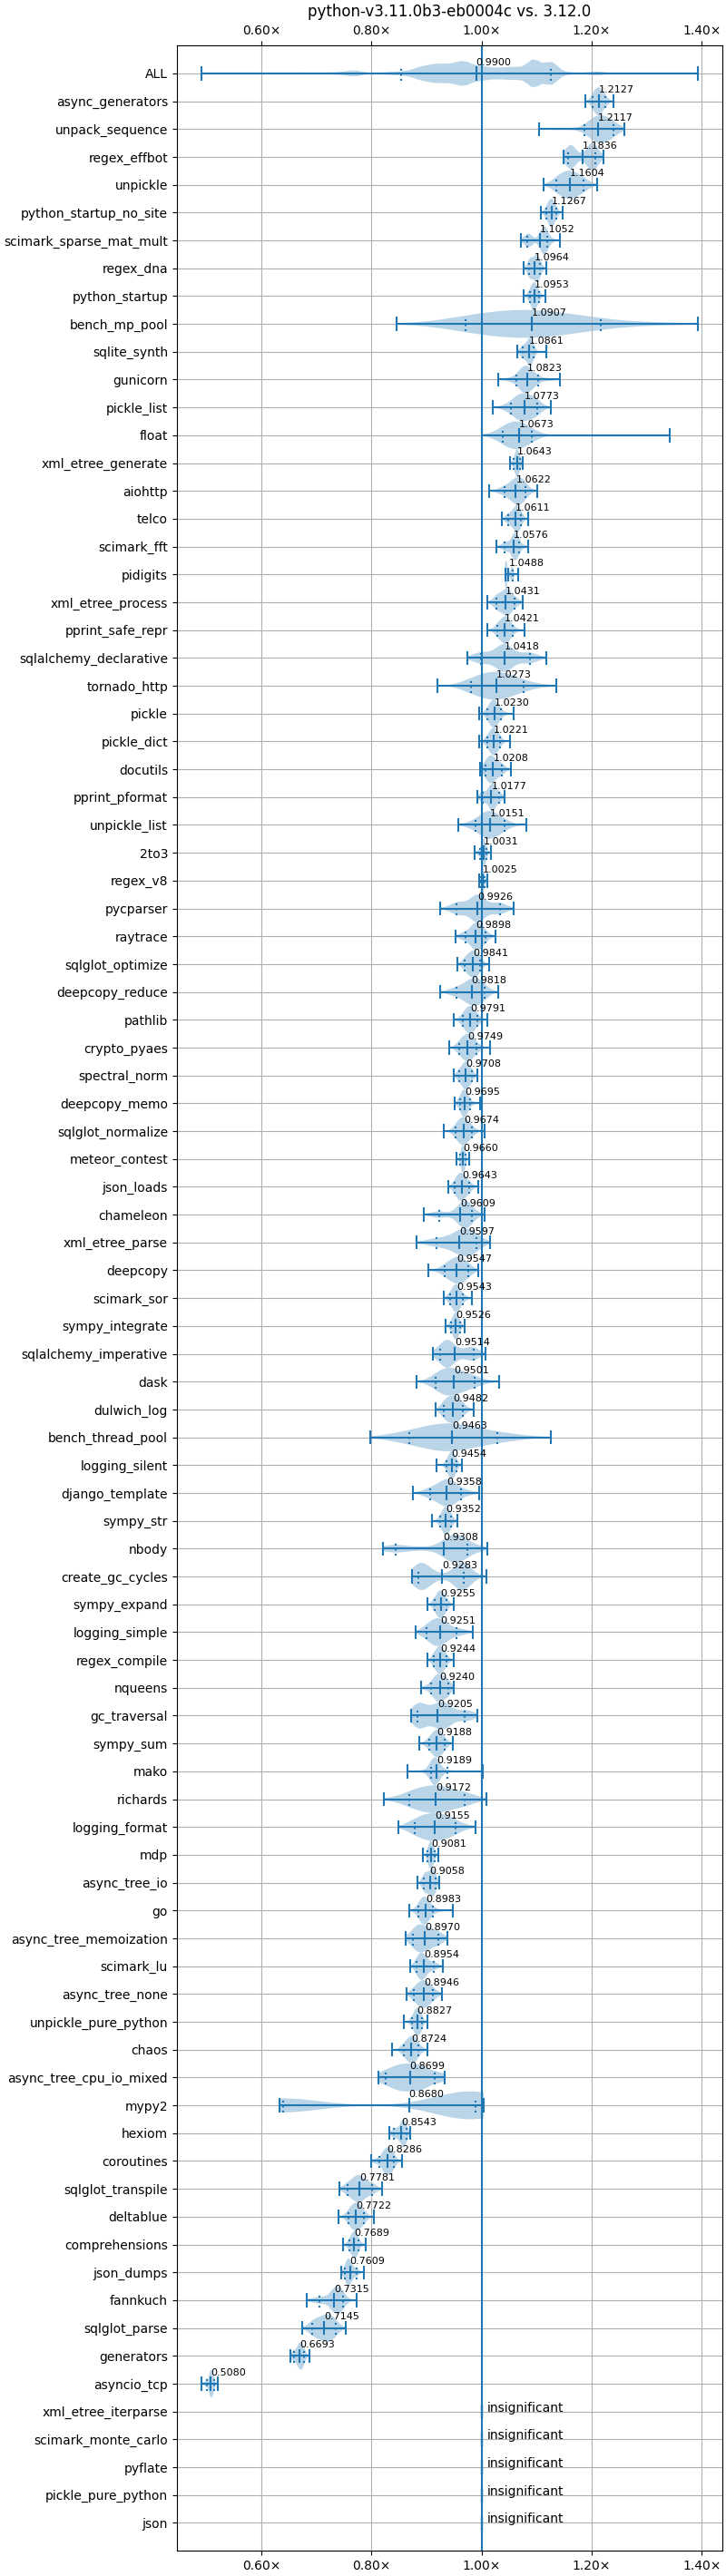 python-v3.11.0b3-eb0004c vs. 3.12.0
0.60× 0.80× 1.00× 1.20× 1.40×
ALL 0.9900
async_generators 1.2127
unpack_sequence 1.2117
regex_effbot 1.1836
unpickle 1.1604
python_startup_no_site 1.1267
scimark_sparse_mat_mult 1.1052
regex_dna 1.0964
python_startup 1.0953
bench_mp_pool 1.0907
sqlite_synth 1.0861
gunicorn 1.0823
pickle_list 1.0773
float 1.0673
xml_etree_generate 1.0643
aiohttp 1.0622
telco 1.0611
scimark_fft 1.0576
pidigits 1.0488
xml_etree_process 1.0431
pprint_safe_repr 1.0421
sqlalchemy_declarative 1.0418
tornado_http 1.0273
pickle 1.0230
pickle_dict 1.0221
docutils 1.0208
pprint_pformat 1.0177
unpickle_list 1.0151
2to3 1.0031
regex_v8 1.0025
pycparser 0.9926
raytrace 0.9898
sqlglot_optimize 0.9841
deepcopy_reduce 0.9818
pathlib 0.9791
crypto_pyaes 0.9749
spectral_norm 0.9708
deepcopy_memo 0.9695
sqlglot_normalize 0.9674
meteor_contest 0.9660
json_loads 0.9643
chameleon 0.9609
xml_etree_parse 0.9597
deepcopy 0.9547
scimark_sor 0.9543
sympy_integrate 0.9526
sqlalchemy_imperative 0.9514
dask 0.9501
dulwich_log 0.9482
bench_thread_pool 0.9463
logging_silent 0.9454
django_template 0.9358
sympy_str 0.9352
nbody 0.9308
create_gc_cycles 0.9283
sympy_expand 0.9255
logging_simple 0.9251
regex_compile 0.9244
nqueens 0.9240
gc_traversal 0.9205
sympy_sum 0.9188
mako 0.9189
richards 0.9172
logging_format 0.9155
mdp 0.9081
async_tree_io 0.9058
go 0.8983
async_tree_memoization 0.8970
scimark_lu 0.8954
async_tree_none 0.8946
unpickle_pure_python 0.8827
chaos 0.8724
async_tree_cpu_io_mixed 0.8699
mypy2 0.8680
hexiom 0.8543
coroutines 0.8286
sqlglot_transpile 0.7781
deltablue 0.7722
comprehensions 0.7689
json_dumps 0.7609
fannkuch 0.7315
sqlglot_parse 0.7145
generators 0.6693
asyncio_tcp 0.5080
xml_etree_iterparse insignificant
scimark_monte_carlo insignificant
pyflate insignificant
pickle_pure_python insignificant
json insignificant
0.60× 0.80× 1.00× 1.20× 1.40×